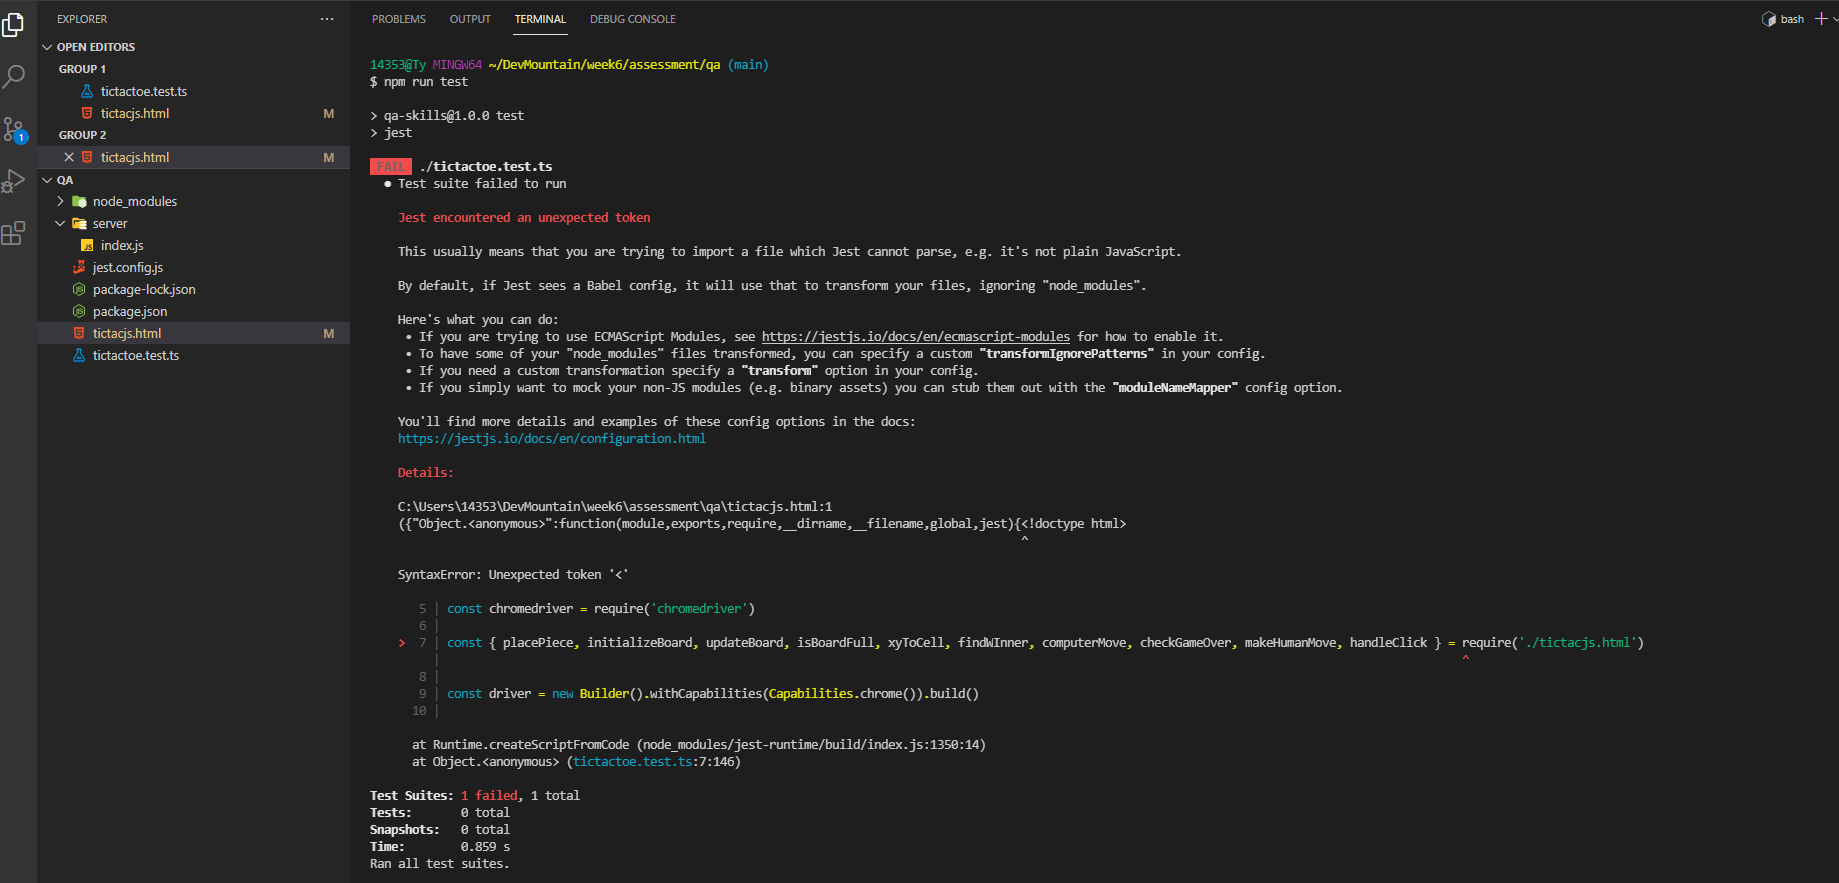 EXPLORER
OPEN EDITORS
GROUP 1
tictactoe.test.ts
tictacjs.html M
GROUP 2
tictacjs.html M
QA
node_modules
server
index.js
jest.config.js
package-lock.json
package.json
tictacjs.html M
tictactoe.test.ts
1
PROBLEMS OUTPUT TERMINAL DEBUG CONSOLE
bash
14353@Ty MINGW64 ~/DevMountain/week6/assessment/qa (main)
$ npm run test
> qa-skills@1.0.0 test
> jest
FAIL ./tictactoe.test.ts
● Test suite failed to run
Jest encountered an unexpected token
This usually means that you are trying to import a file which Jest cannot parse, e.g. it's not plain JavaScript.
By default, if Jest sees a Babel config, it will use that to transform your files, ignoring "node_modules".
Here's what you can do:
• If you are trying to use ECMAScript Modules, see https://jestjs.io/docs/en/ecmascript-modules for how to enable it.
• To have some of your "node_modules" files transformed, you can specify a custom "transformIgnorePatterns" in your config.
• If you need a custom transformation specify a "transform" option in your config.
• If you simply want to mock your non-JS modules (e.g. binary assets) you can stub them out with the "moduleNameMapper" config option.
You'll find more details and examples of these config options in the docs:
https://jestjs.io/docs/en/configuration.html
Details:
C:\Users\14353\DevMountain\week6\assessment\qa\tictacjs.html:1
({"Object.<anonymous>":function(module,exports,require,__dirname,__filename,global,jest){<!doctype html>
^
SyntaxError: Unexpected token '<'
5 | const chromedriver = require('chromedriver')
6 |
> 7 | const { placePiece, initializeBoard, updateBoard, isBoardFull, xyToCell, findWInner, computerMove, checkGameOver, makeHumanMove, handleClick } = require('./tictacjs.html')
| ^
8 |
9 | const driver = new Builder().withCapabilities(Capabilities.chrome()).build()
10 |
at Runtime.createScriptFromCode (node_modules/jest-runtime/build/index.js:1350:14)
at Object.<anonymous> (tictactoe.test.ts:7:146)
Test Suites: 1 failed, 1 total
Tests: 0 total
Snapshots: 0 total
Time: 0.859 s
Ran all test suites.